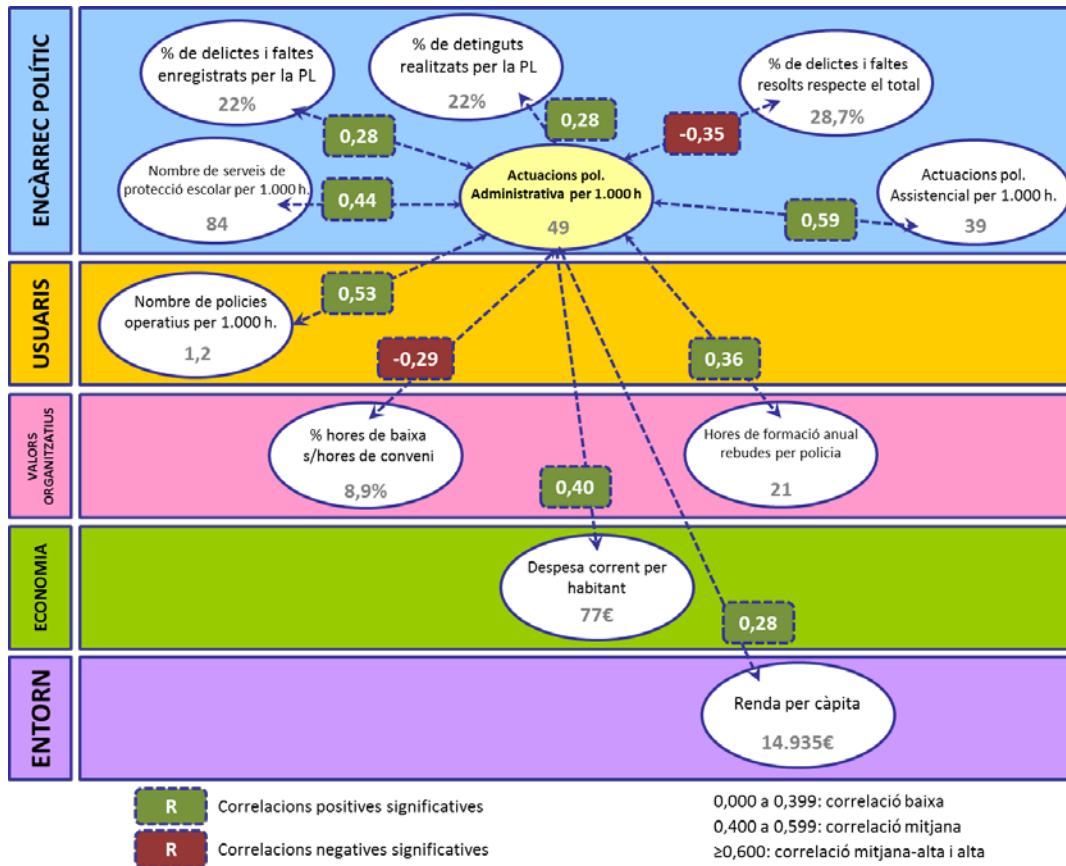 ENCÀRREC POLÍTIC
% de delictes i faltes
enregistrats per la PL
22%
% de detinguts
realitzats per la PL
22%
% de delictes i faltes
resolts respecte el total
28,7%
0,28
0,28
-0,35
Nombre de serveis de
protecció escolar per 1.000 h.
84
0,44
Actuacions pol.
Administrativa per 1.000 h
49
0,59
Actuacions pol.
Assistencial per 1.000 h.
39
USUARIS
Nombre de policies
operatius per 1.000 h.
1,2
0,53
-0,29
0,36
VALORS
ORGANITZATIUS
% hores de baixa
s/hores de conveni
8,9%
0,40
Hores de formació anual
rebudes per policia
21
ECONOMIA
Despesa corrent per
habitant
77€
0,28
ENTORN
Renda per càpita
14.935€
R Correlacions positives significatives
R Correlacions negatives significatives
0,000 a 0,399: correlació baixa
0,400 a 0,599: correlació mitjana
≥0,600: correlació mitjana-alta i alta